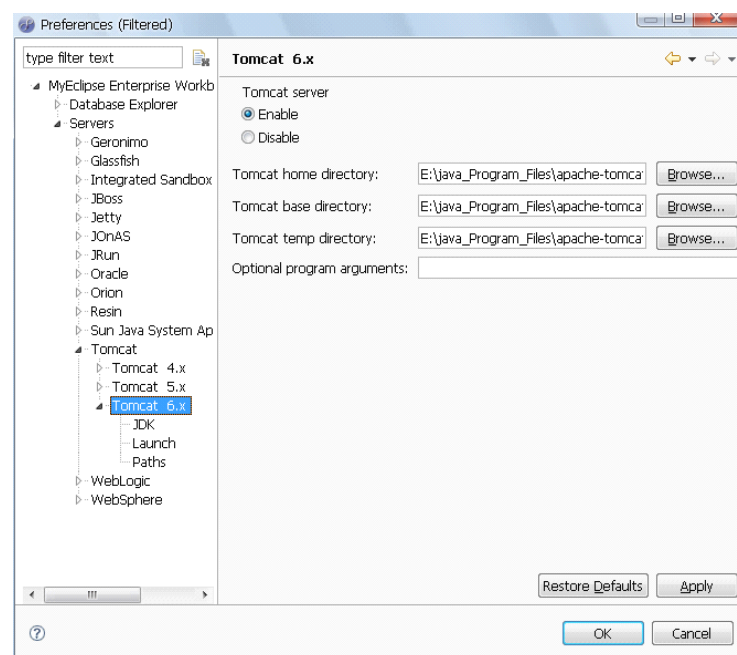 Preferences (Filtered)
type filter text
Tomcat 6.x
MyEclipse Enterprise Workb
Database Explorer
Servers
Geronimo
Glassfish
Integrated Sandbox
JBoss
Jetty
JOnAS
JRun
Oracle
Orion
Resin
Sun Java System Ap
Tomcat
Tomcat 4.x
Tomcat 5.x
Tomcat 6.x
JDK
Launch
Paths
WebLogic
WebSphere
Tomcat server
Enable
Disable
Tomcat home directory: E:\java_Program_Files\apache-tomca Browse...
Tomcat base directory: E:\java_Program_Files\apache-tomca Browse...
Tomcat temp directory: E:\java_Program_Files\apache-tomca Browse...
Optional program arguments:
Restore Defaults Apply
OK Cancel